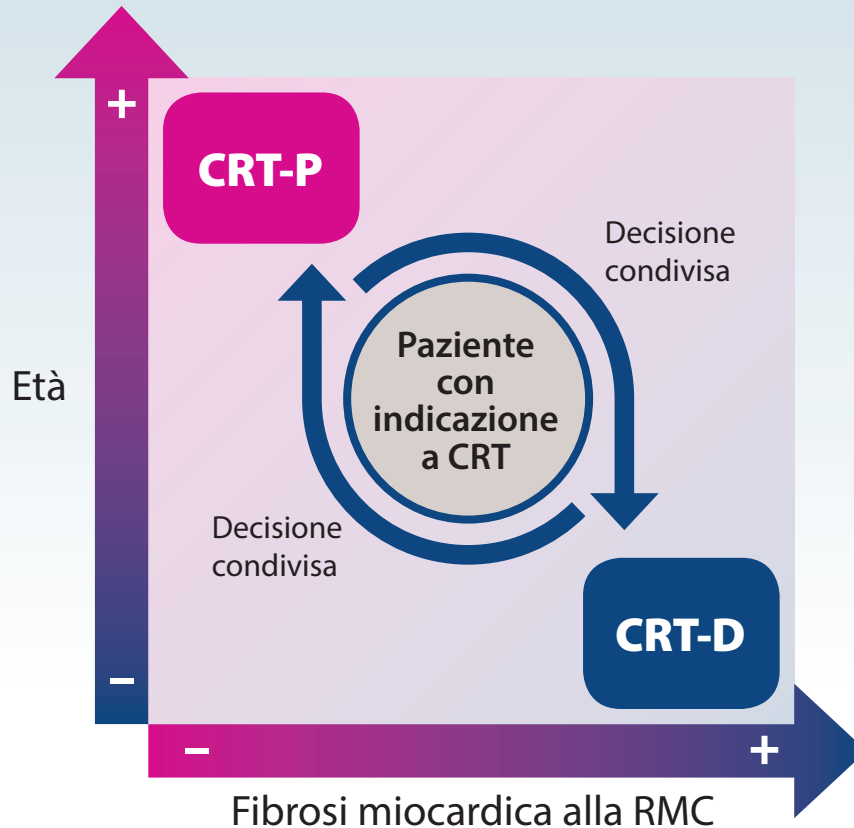 +
CRT-P
Decisione
condivisa
Paziente
con
indicazione
a CRT
Età
Decisione
condivisa
CRT-D
–
– +
Fibrosi miocardica alla RMC